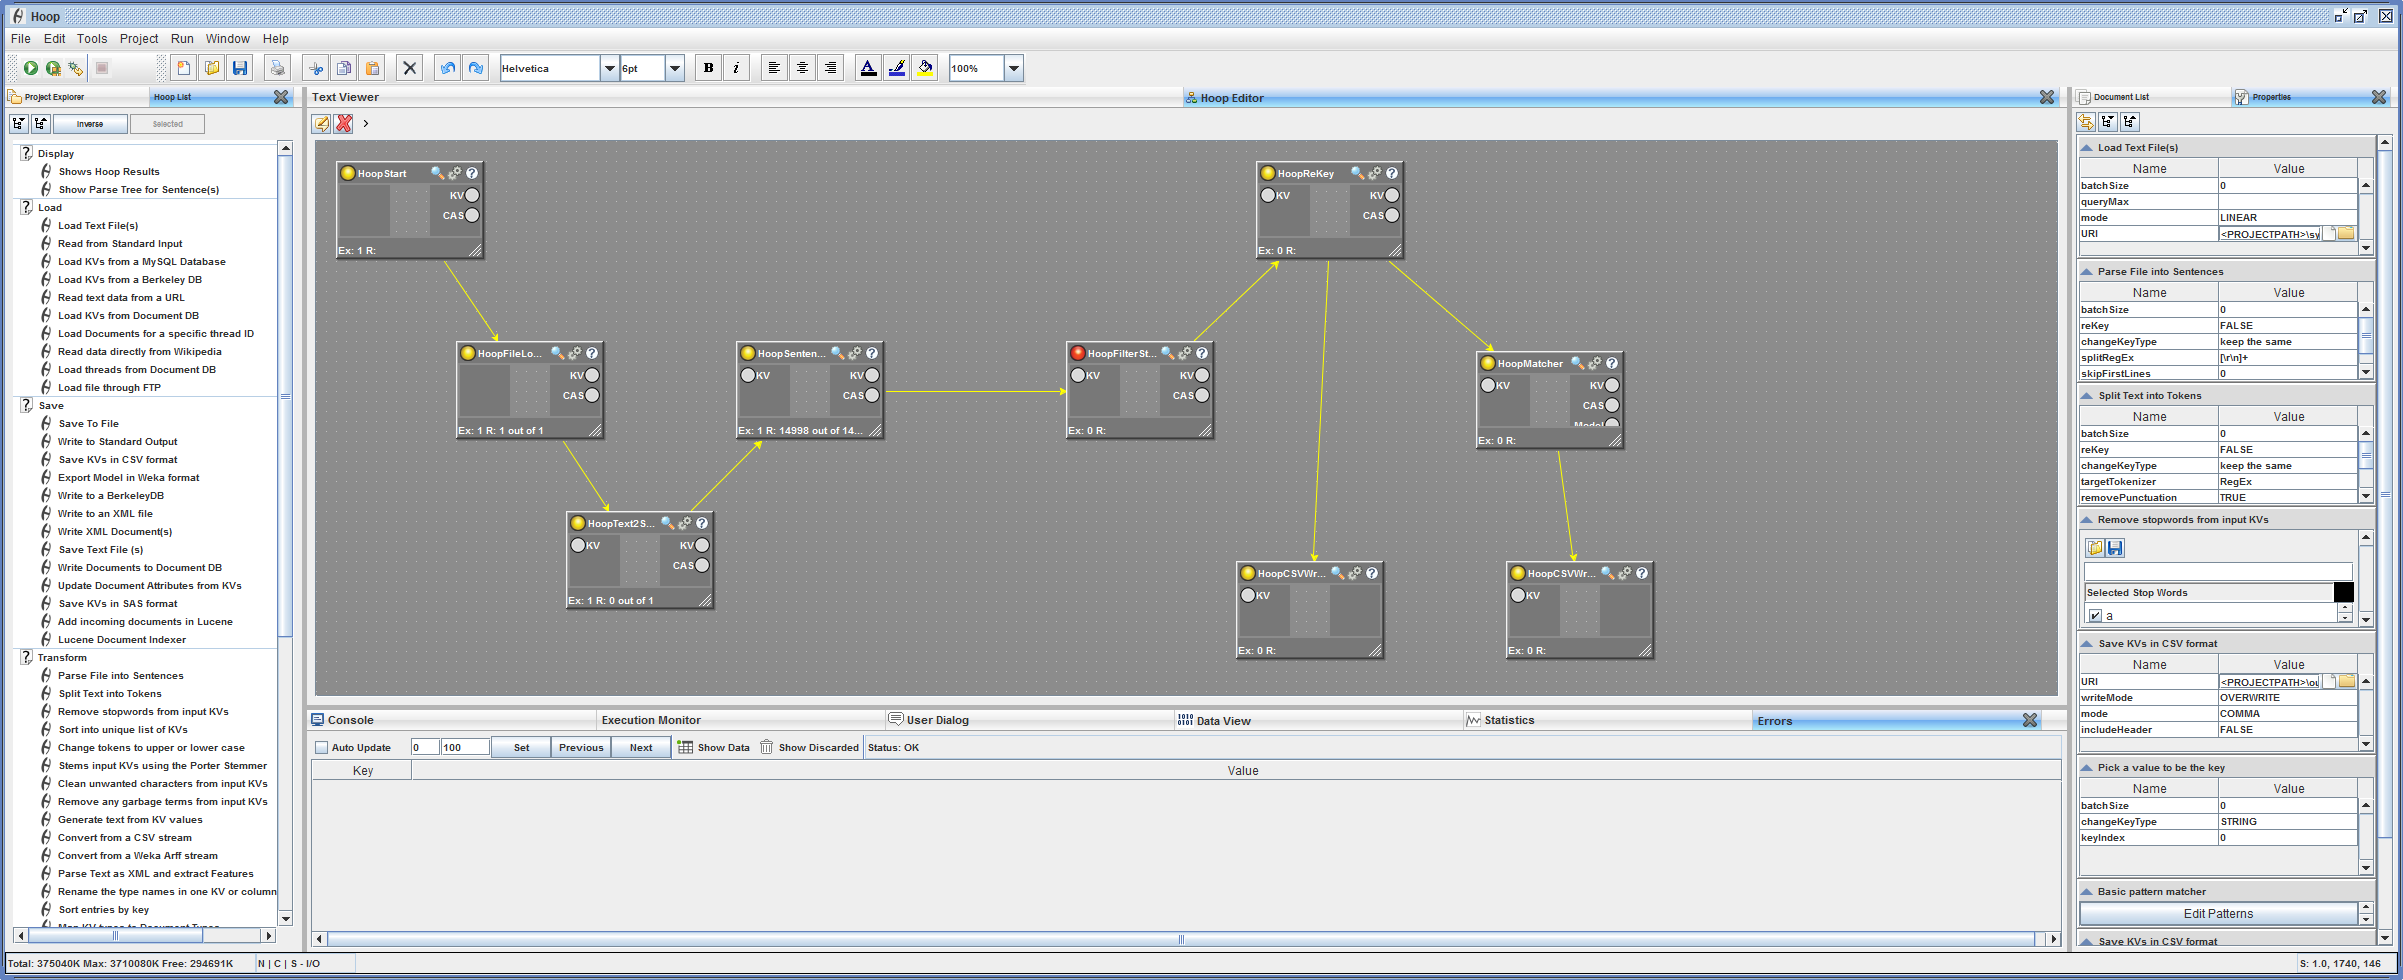 Hoop
File Edit Tools Project Run Window Help
Helvetica 6pt B i A 100%
Project Explorer Hoop List
Inverse Selected
Display
Shows Hoop Results
Show Parse Tree for Sentence(s)
Load
Load Text File(s)
Read from Standard Input
Load KVs from a MySQL Database
Load KVs from a Berkeley DB
Read text data from a URL
Load KVs from Document DB
Load Documents for a specific thread ID
Read data directly from Wikipedia
Load threads from Document DB
Load file through FTP
Save
Save To File
Write to Standard Output
Save KVs in CSV format
Export Model in Weka format
Write to a BerkeleyDB
Write to an XML file
Write XML Document(s)
Save Text File (s)
Write Documents to Document DB
Update Document Attributes from KVs
Save KVs in SAS format
Add incoming documents in Lucene
Lucene Document Indexer
Transform
Parse File into Sentences
Split Text into Tokens
Remove stopwords from input KVs
Sort into unique list of KVs
Change tokens to upper or lower case
Stems input KVs using the Porter Stemmer
Clean unwanted characters from input KVs
Remove any garbage terms from input KVs
Generate text from KV values
Convert from a CSV stream
Convert from a Weka Arff stream
Parse Text as XML and extract Features
Rename the type names in one KV or column
Sort entries by key
Map KV types to Document Types
Text Viewer Hoop Editor
>
HoopStart
KV
CAS
Ex: 1 R:
HoopFileLo...
KV
CAS
Ex: 1 R: 1 out of 1
HoopText2S...
KV KV
CAS
Ex: 1 R: 0 out of 1
HoopSenten...
KV KV
CAS
Ex: 1 R: 14998 out of 14...
HoopFilterSt...
KV KV
CAS
Ex: 0 R:
HoopReKey
KV KV
CAS
Ex: 0 R:
HoopMatcher
KV KV
CAS
Model
Ex: 0 R:
HoopCSVWr...
KV
Ex: 0 R:
HoopCSVWr...
KV
Ex: 0 R:
Console Execution Monitor User Dialog Data View Statistics Errors
Auto Update 0 100 Set Previous Next Show Data Show Discarded Status: OK
Key Value
Document List Properties
Load Text File(s)
Name Value
batchSize 0
queryMax
mode LINEAR
URI <PROJECTPATH>\sy
Parse File into Sentences
Name Value
batchSize 0
reKey FALSE
changeKeyType keep the same
splitRegEx [\r\n]+
skipFirstLines 0
Split Text into Tokens
Name Value
batchSize 0
reKey FALSE
changeKeyType keep the same
targetTokenizer RegEx
removePunctuation TRUE
Remove stopwords from input KVs
Selected Stop Words
a
Save KVs in CSV format
Name Value
URI <PROJECTPATH>\ou
writeMode OVERWRITE
mode COMMA
includeHeader FALSE
Pick a value to be the key
Name Value
batchSize 0
changeKeyType STRING
keyIndex 0
Basic pattern matcher
Edit Patterns
Save KVs in CSV format
Total: 375040K Max: 3710080K Free: 294691K N | C | S - I/O S: 1.0, 1740, 146